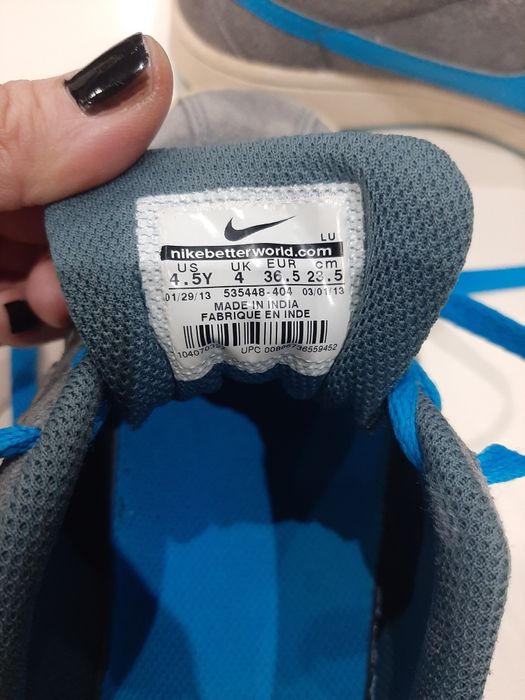 LU
nikebetterworld.com
US UK EUR cm
4.5Y 4 36.5 23.5
01/29/13 535448-404 03/01/13
MADE IN INDIA
FABRIQUE EN INDE
UPC